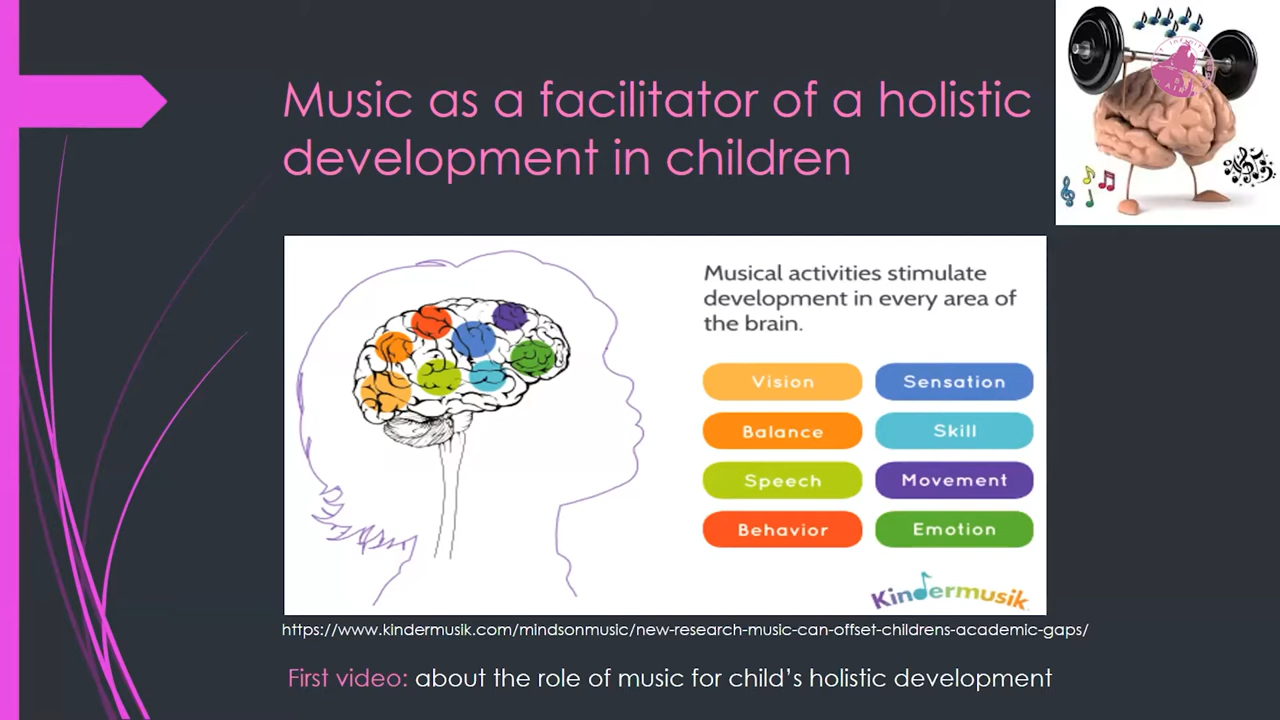 Music as a facilitator of a holistic
development in children
Musical activities stimulate
development in every area of
the brain.
Vision
Sensation
Balance
Skill
Speech
Movement
Behavior
Emotion
Kindermusik
https://www.kindermusik.com/mindsonmusic/new-research-music-can-offset-childrens-academic-gaps/
First video: about the role of music for child’s holistic development